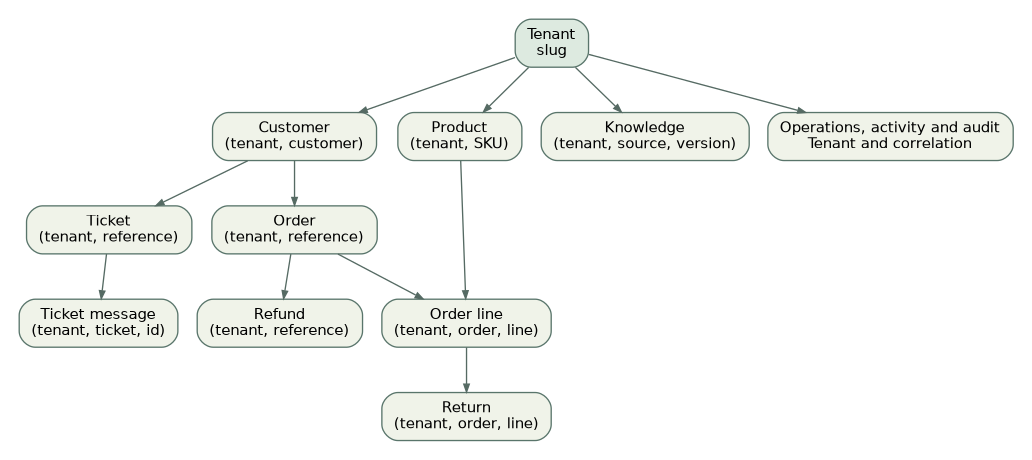 Tenant
slug
Customer
(tenant, customer)
Product
(tenant, SKU)
Knowledge
(tenant, source, version)
Operations, activity and audit
Tenant and correlation
Ticket
(tenant, reference)
Order
(tenant, reference)
Ticket message
(tenant, ticket, id)
Refund
(tenant, reference)
Order line
(tenant, order, line)
Return
(tenant, order, line)